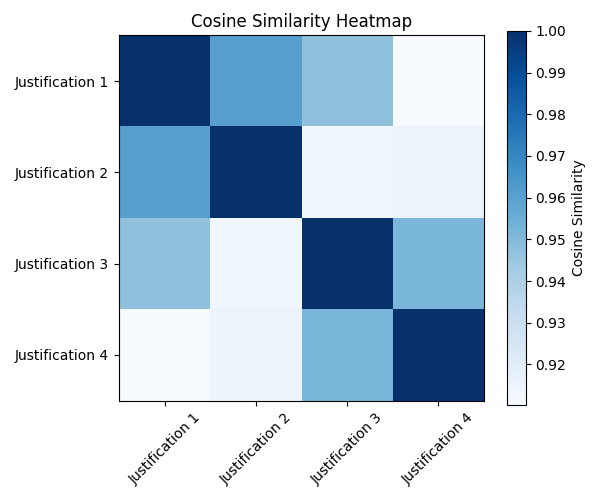 Cosine Similarity Heatmap
Justification 1
Justification 2
Justification 3
Justification 4
Justification 1
Justification 2
Justification 3
Justification 4
1.00
0.99
0.98
0.97
0.96
0.95
0.94
0.93
0.92
Cosine Similarity